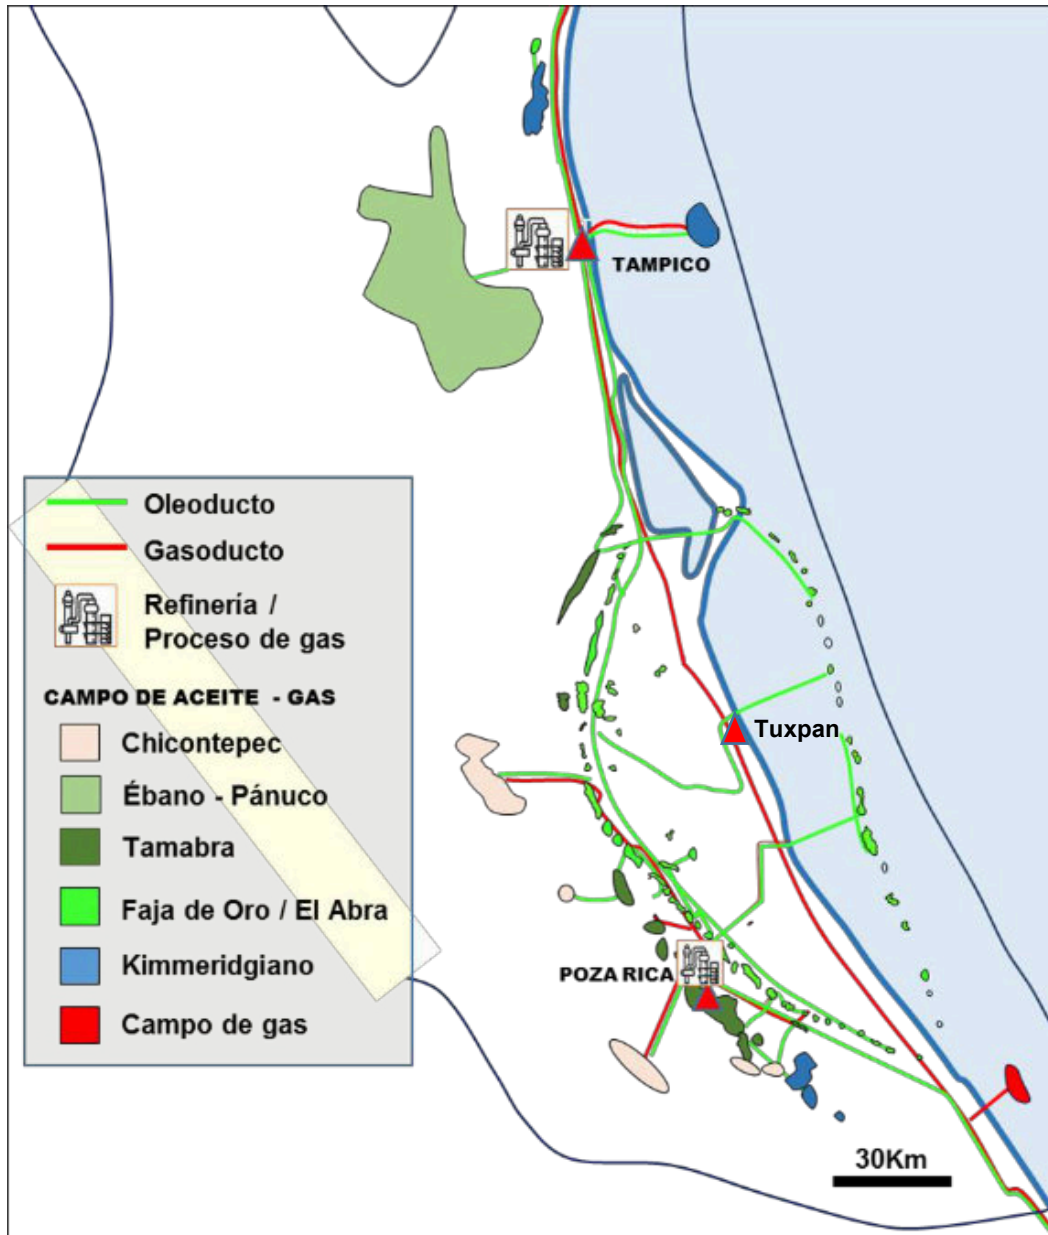 TAMPICO
Oleoducto
Gasoducto
Refinería /
Proceso de gas
CAMPO DE ACEITE - GAS
Chicontepec
Ébano - Pánuco
Tamabra
Faja de Oro / El Abra
Kimmeridgiano
Campo de gas
Tuxpan
POZA RICA
30Km